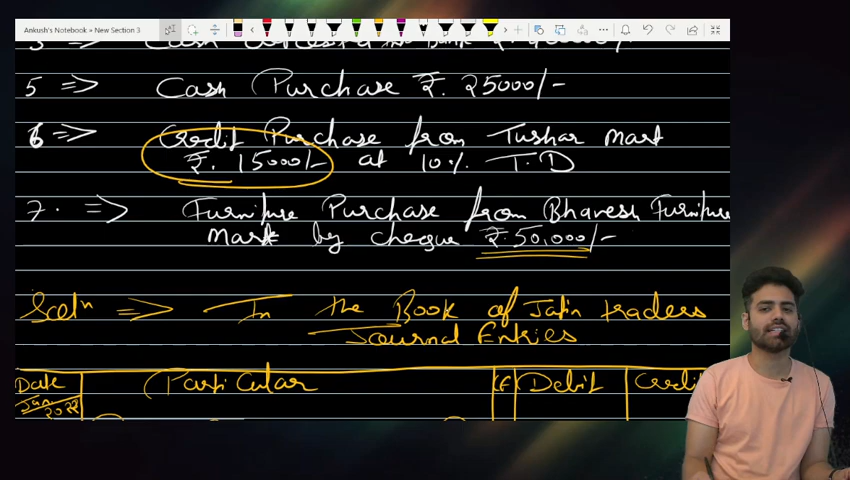 Ankush's Notebook » New Section 3
5 => Cash Purchase ₹. 25000/-
6 => Credit Purchase from Tushar Mart
₹. 15000/- at 10% T.D
7. => Furniture Purchase from Bhavesh Furniture
Mart by cheque ₹. 50,000/-
Soln => In the Book of Jatin traders
Journal Entries
Date Particular LF Debit Credit
Jan 2022